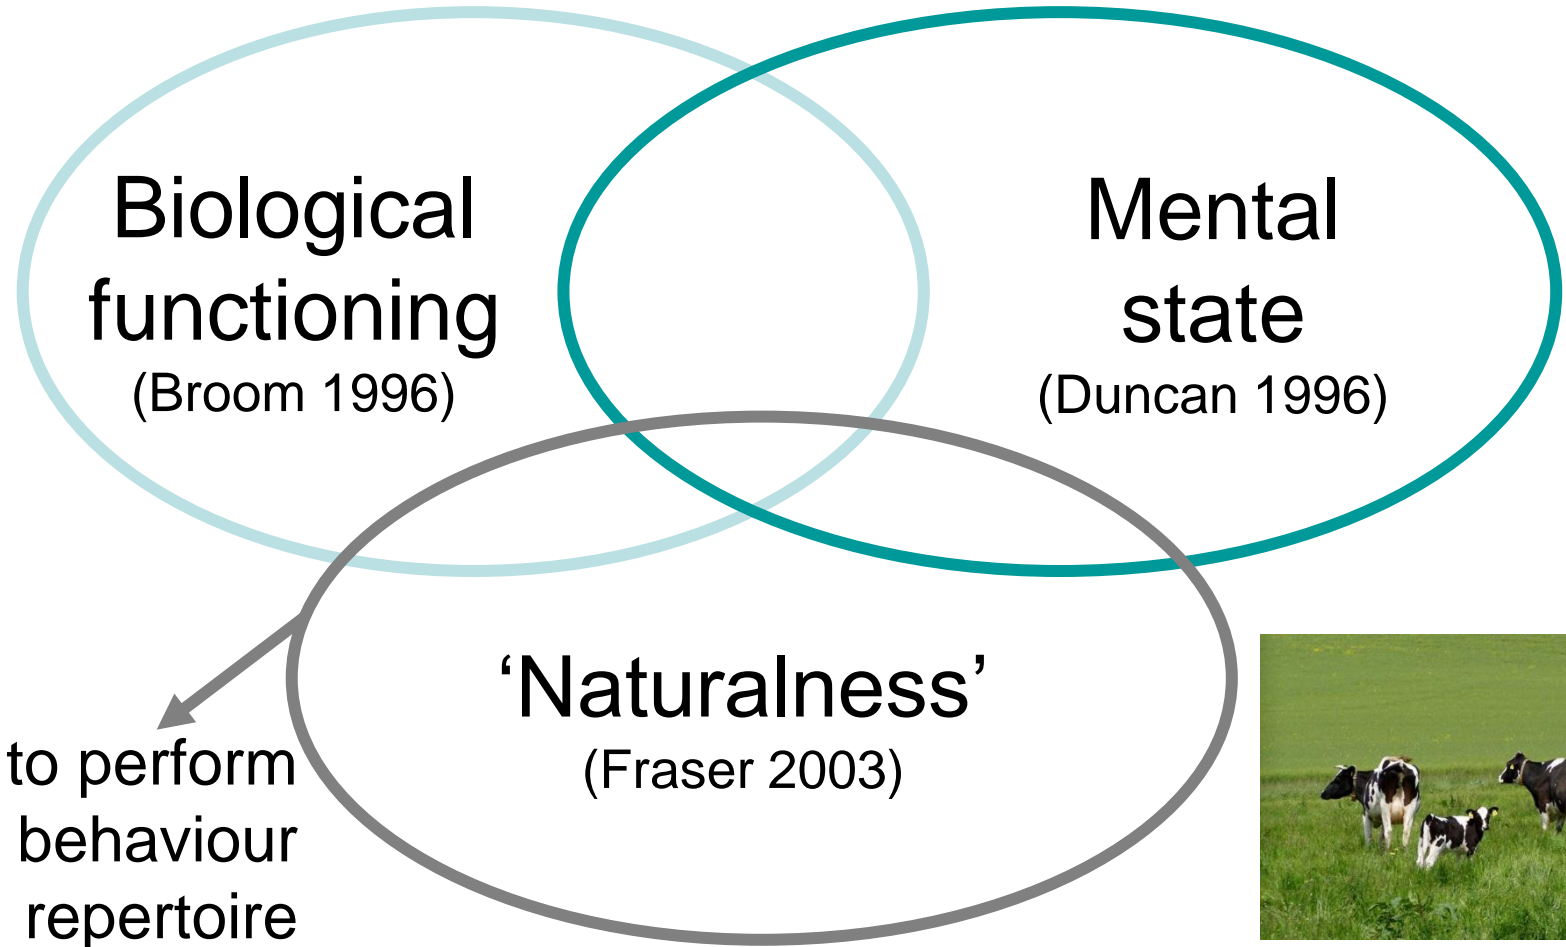 Biological
functioning
(Broom 1996)
Mental
state
(Duncan 1996)
‘Naturalness’
(Fraser 2003)
to perform
behaviour
repertoire